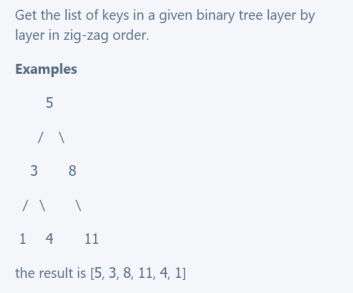 Get the list of keys in a given binary tree layer by
layer in zig-zag order.
Examples
5
/ \
3 8
/ \ \
1 4 11
the result is [5, 3, 8, 11, 4, 1]